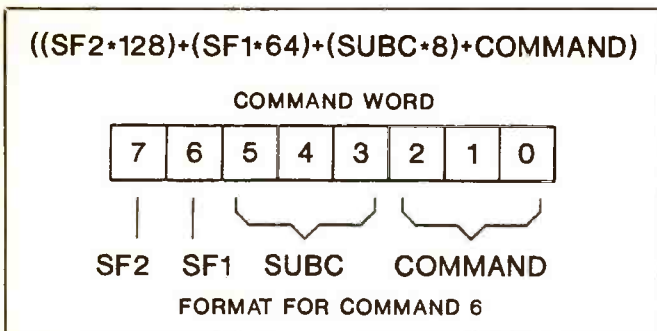 ((SF2*128)+(SF1*64)+(SUBC*8)+COMMAND)
COMMAND WORD
7 6 5 4 3 2 1 0
SF2 SF1 SUBC COMMAND
FORMAT FOR COMMAND 6